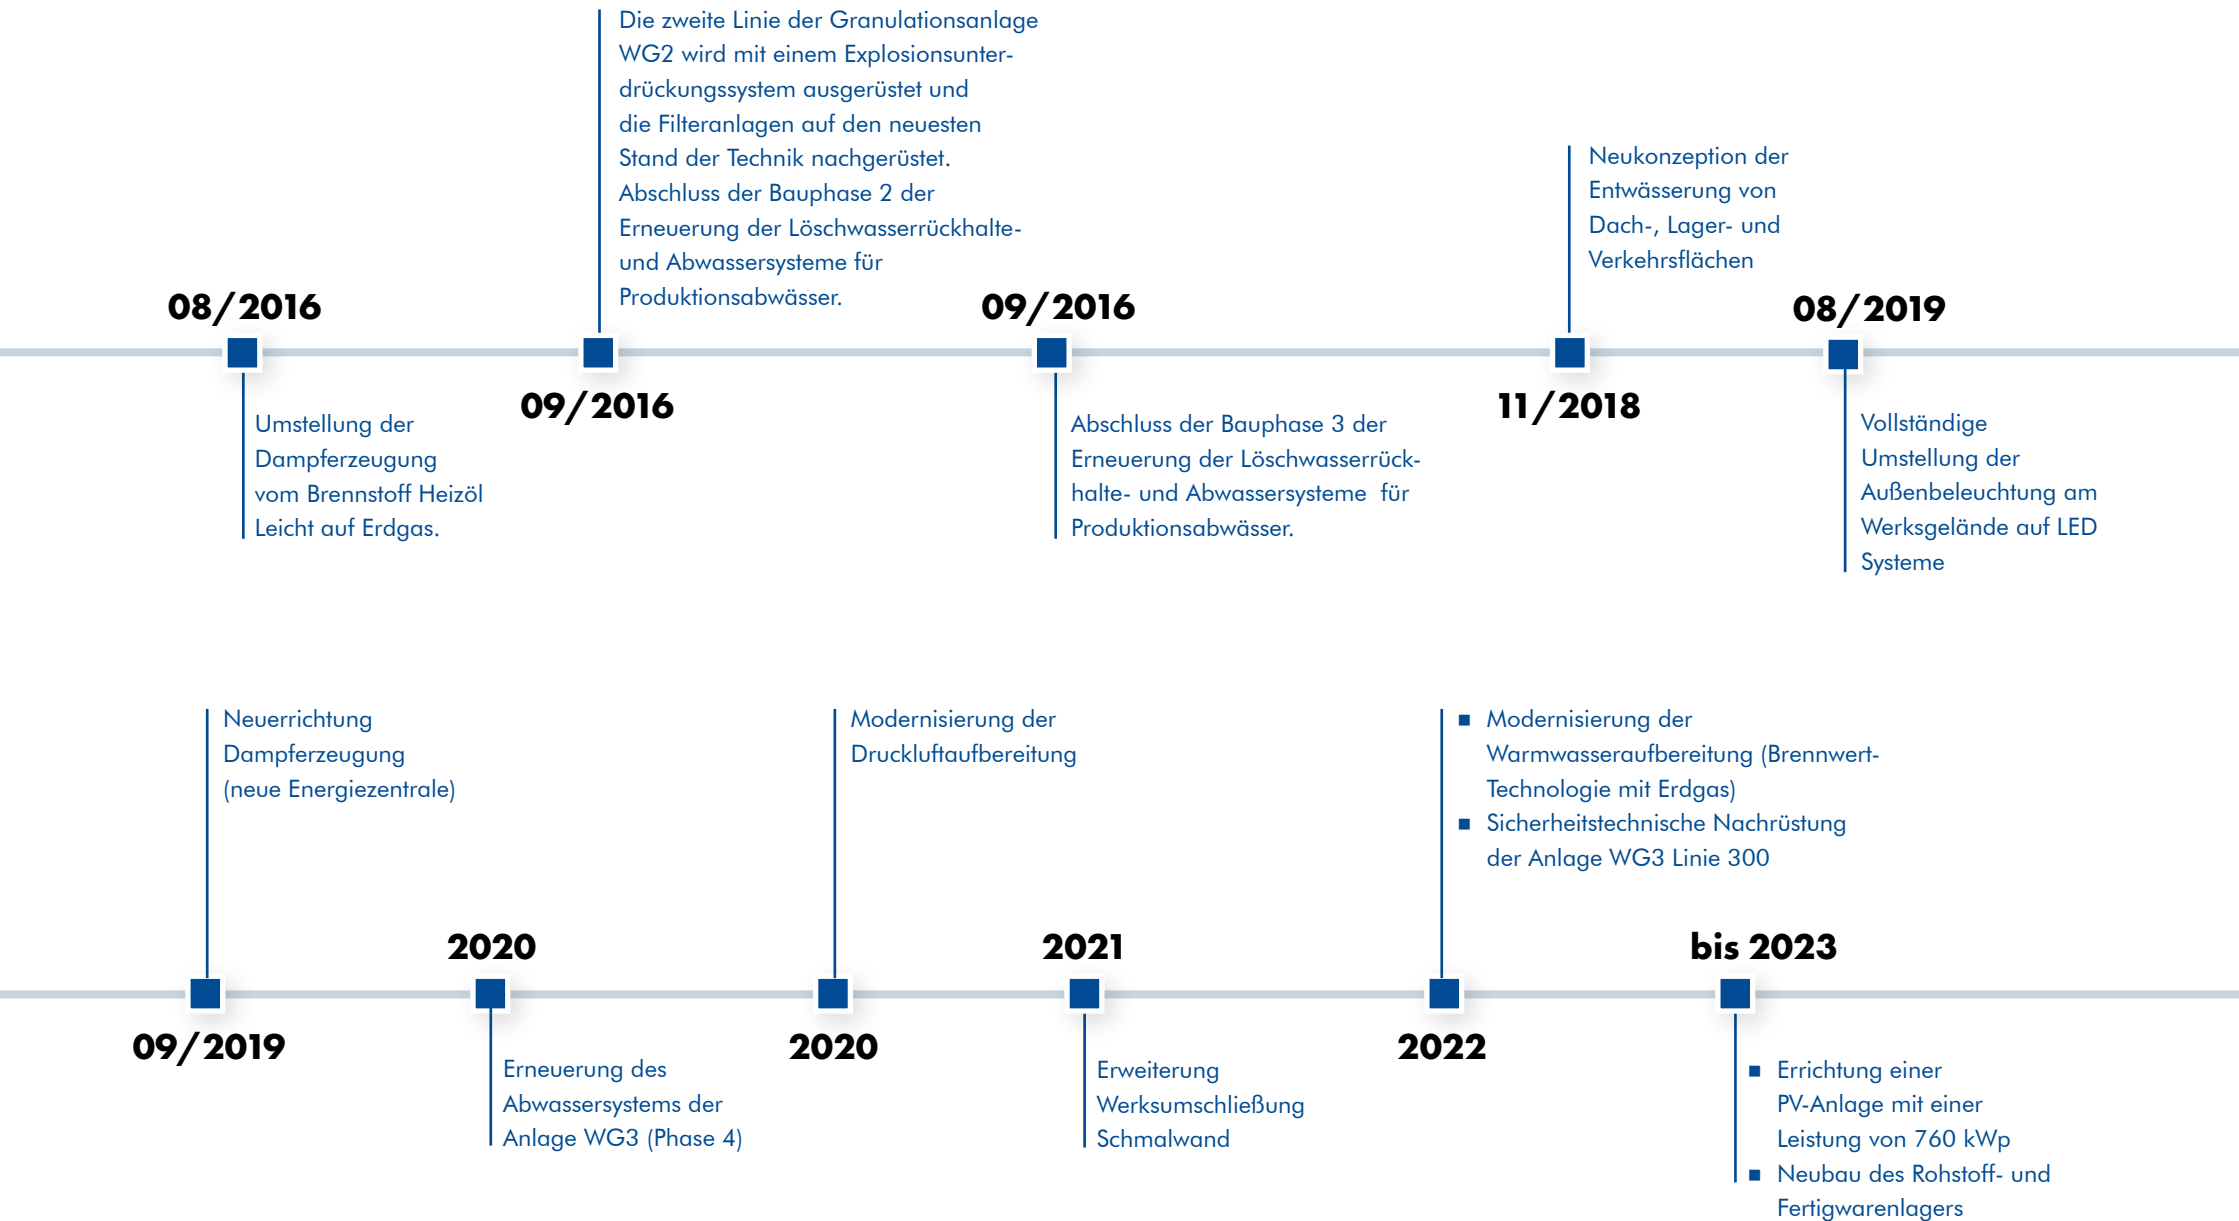 08/2016
Umstellung der
Dampferzeugung
vom Brennstoff Heizöl
Leicht auf Erdgas.
Die zweite Linie der Granulationsanlage
WG2 wird mit einem Explosionsunter-
drückungssystem ausgerüstet und
die Filteranlagen auf den neuesten
Stand der Technik nachgerüstet.
Abschluss der Bauphase 2 der
Erneuerung der Löschwasserrückhalte-
und Abwassersysteme für
Produktionsabwässer.
09/2016
09/2016
Abschluss der Bauphase 3 der
Erneuerung der Löschwasserrück-
halte- und Abwassersysteme  für
Produktionsabwässer.
Neukonzeption der
Entwässerung von
Dach-, Lager- und
Verkehrsflächen
11/2018
08/2019
Vollständige
Umstellung der
Außenbeleuchtung am
Werksgelände auf LED
Systeme
Neuerrichtung
Dampferzeugung
(neue Energiezentrale)
09/2019
2020
Erneuerung des
Abwassersystems der
Anlage WG3 (Phase 4)
Modernisierung der
Druckluftaufbereitung
2020
2021
Erweiterung
Werksumschließung
Schmalwand
■ Modernisierung der
Warmwasseraufbereitung (Brennwert-
Technologie mit Erdgas)
■ Sicherheitstechnische Nachrüstung
der Anlage WG3 Linie 300
2022
bis 2023
■ Errichtung einer
PV-Anlage mit einer
Leistung von 760 kWp
■ Neubau des Rohstoff- und
Fertigwarenlagers